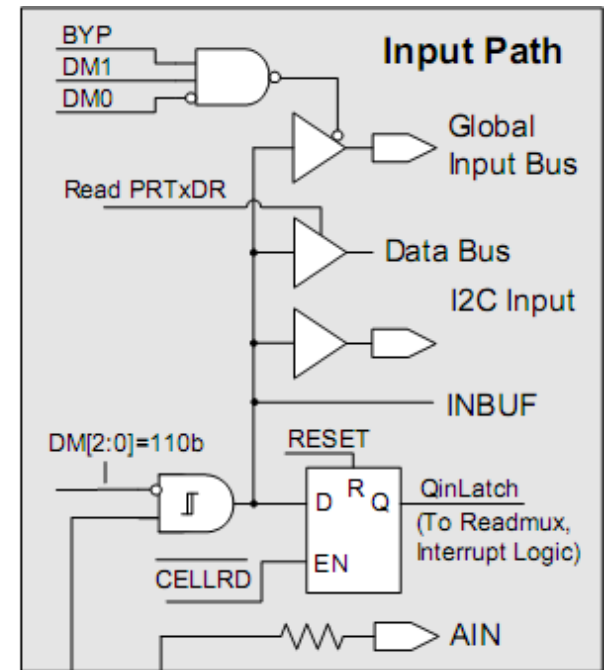 Input Path
BYP
DM1
DM0
Global
Input Bus
Read PRTxDR
Data Bus
I2C Input
INBUF
DM[2:0]=110b
RESET
D
R
Q
EN
QinLatch
(To Readmux,
Interrupt Logic)
CELLRD
AIN